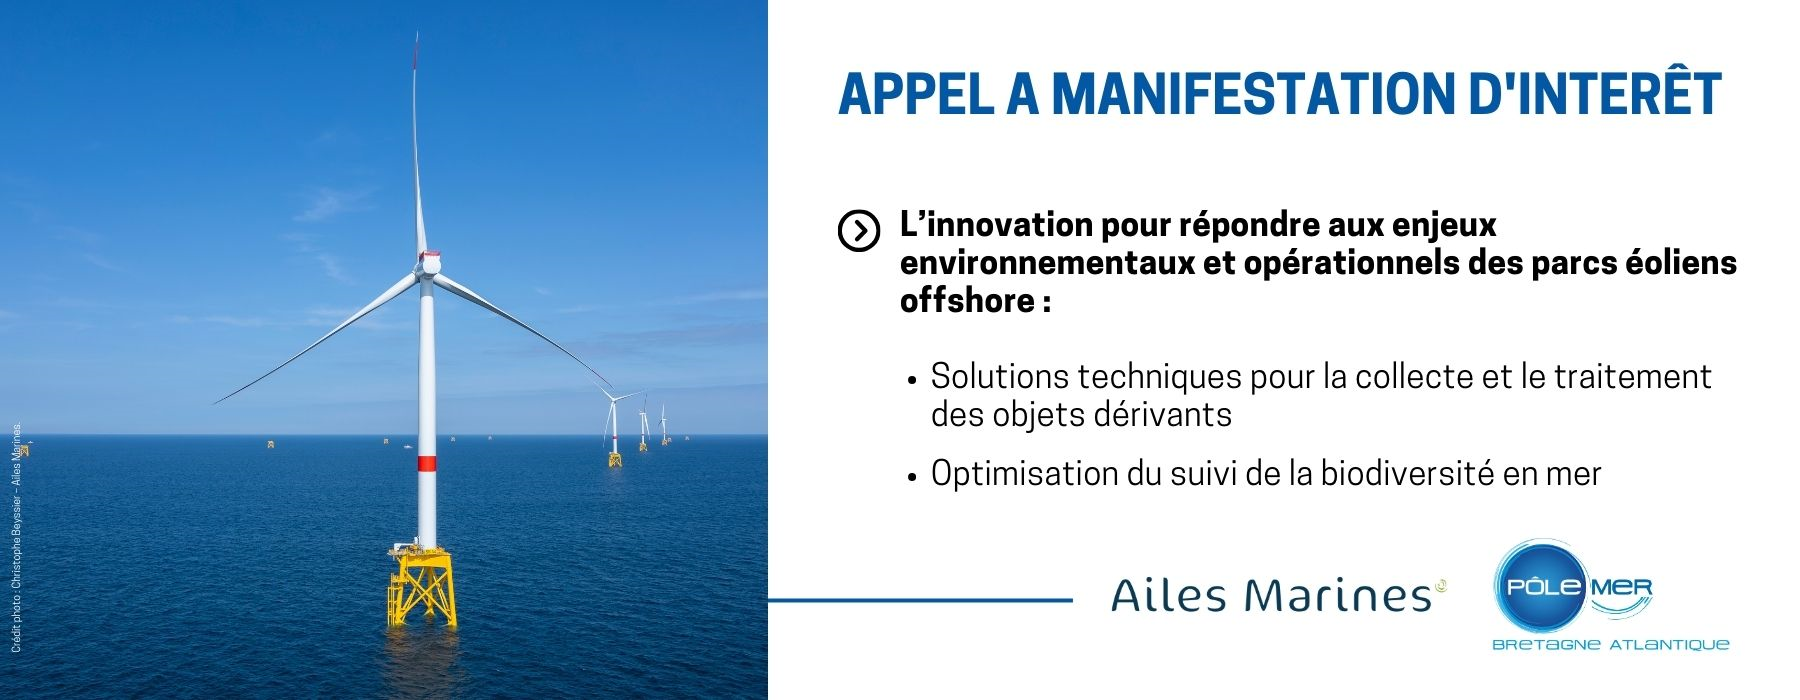 APPEL A MANIFESTATION D'INTERÊT
L’innovation pour répondre aux enjeux
environnementaux et opérationnels des parcs éoliens
offshore :
• Solutions techniques pour la collecte et le traitement
des objets dérivants
• Optimisation du suivi de la biodiversité en mer
Ailes Marines
PÔLE MER
BRETAGNE ATLANTIQUE
Crédit photo : Christophe Beyssier – Ailes Marines.